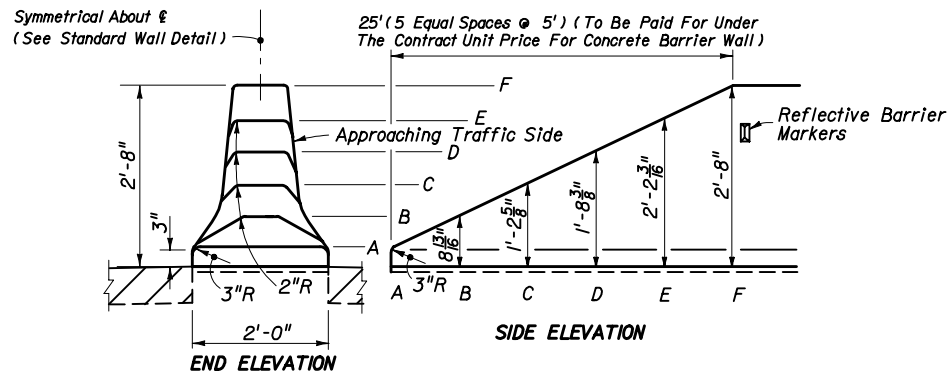 Symmetrical About ℄
(See Standard Wall Detail)
25' (5 Equal Spaces @ 5') (To Be Paid For Under
The Contract Unit Price For Concrete Barrier Wall)
F
E
Approaching Traffic Side
D
C
B
A
2'-8"
3"
3"R
2"R
2'-0"
END ELEVATION
Reflective Barrier
Markers
8 13/16"
1'-2 5/8"
1'-8 3/8"
2'-2 3/16"
2'-8"
3"R
A B C D E F
SIDE ELEVATION